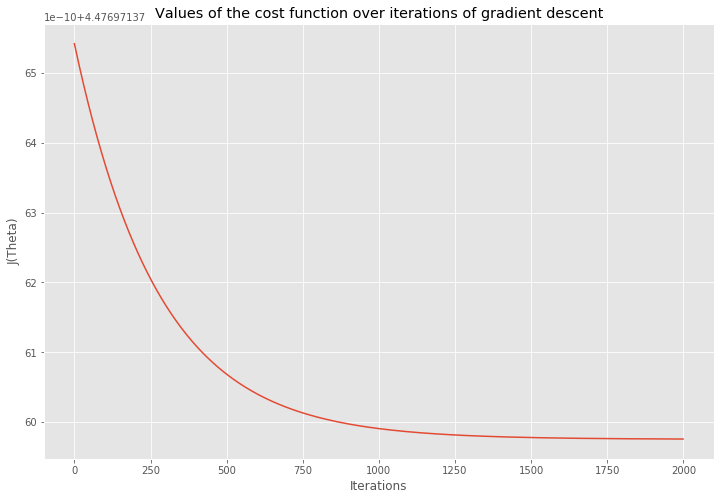 Values of the cost function over iterations of gradient descent
1e−10+4.47697137
65
64
63
62
61
60
J(Theta)
0 250 500 750 1000 1250 1500 1750 2000
Iterations